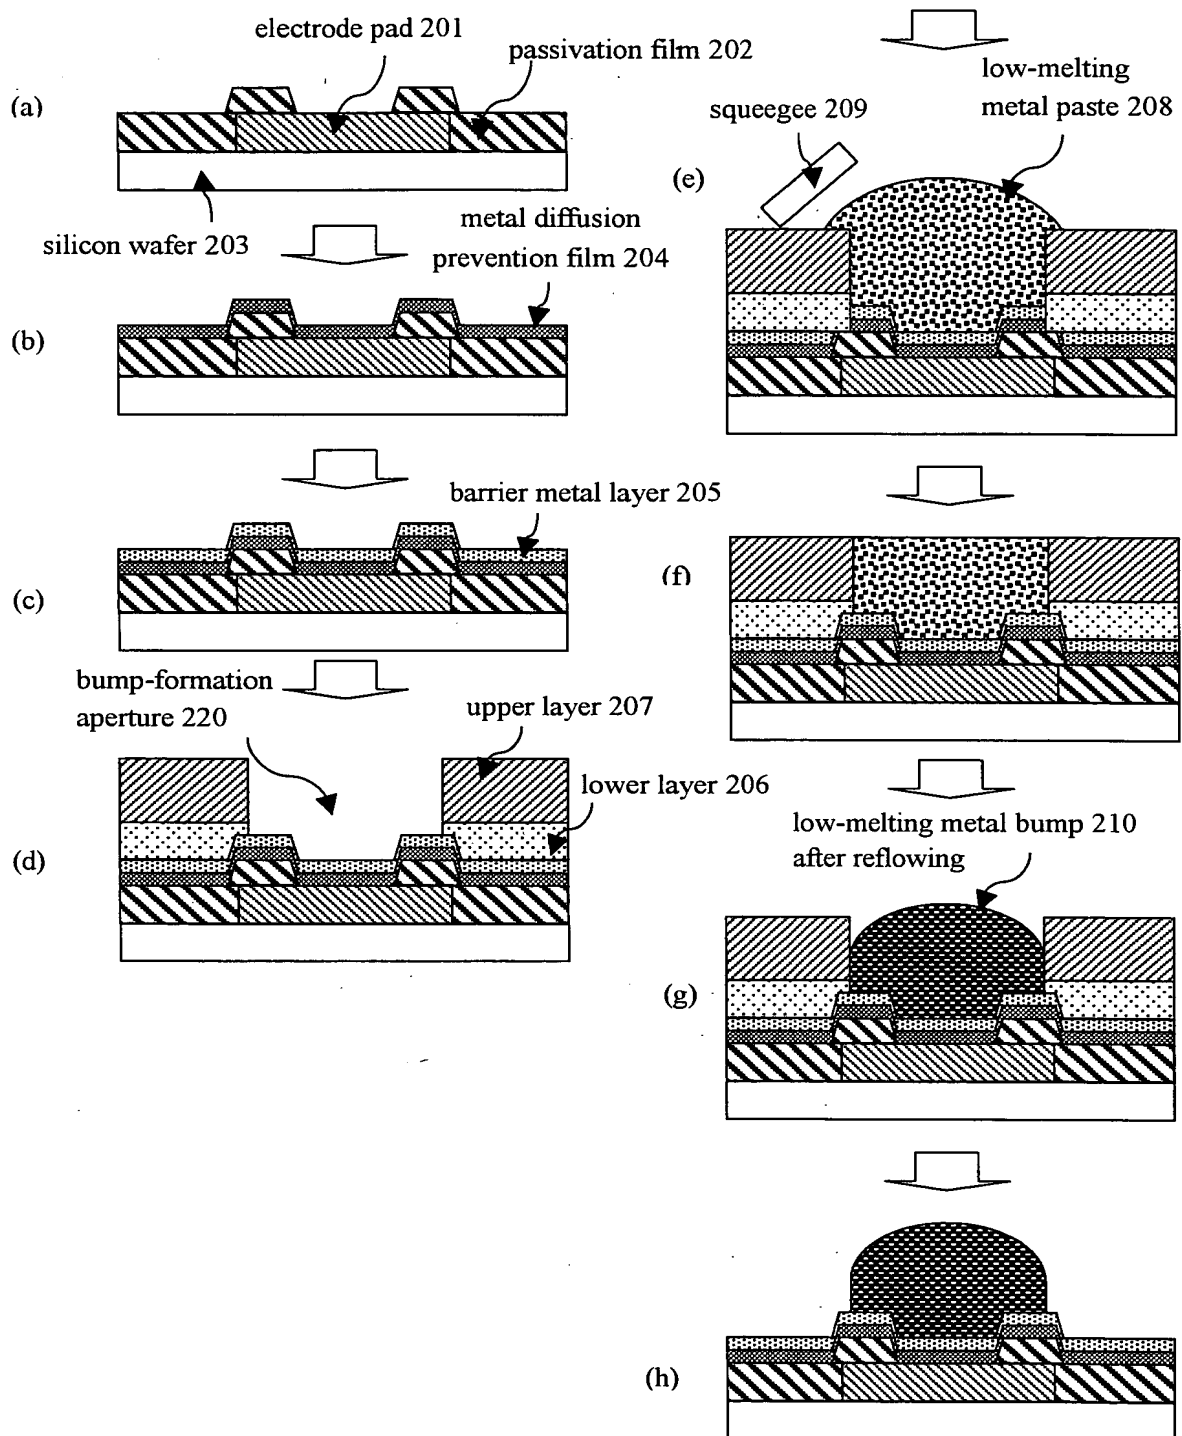 electrode pad 201
passivation film 202
(a)
silicon wafer 203
metal diffusion
prevention film 204
(b)
barrier metal layer 205
(c)
bump-formation
aperture 220
upper layer 207
lower layer 206
(d)
low-melting
metal paste 208
squeegee 209
(e)
(f)
low-melting metal bump 210
after reflowing
(g)
(h)